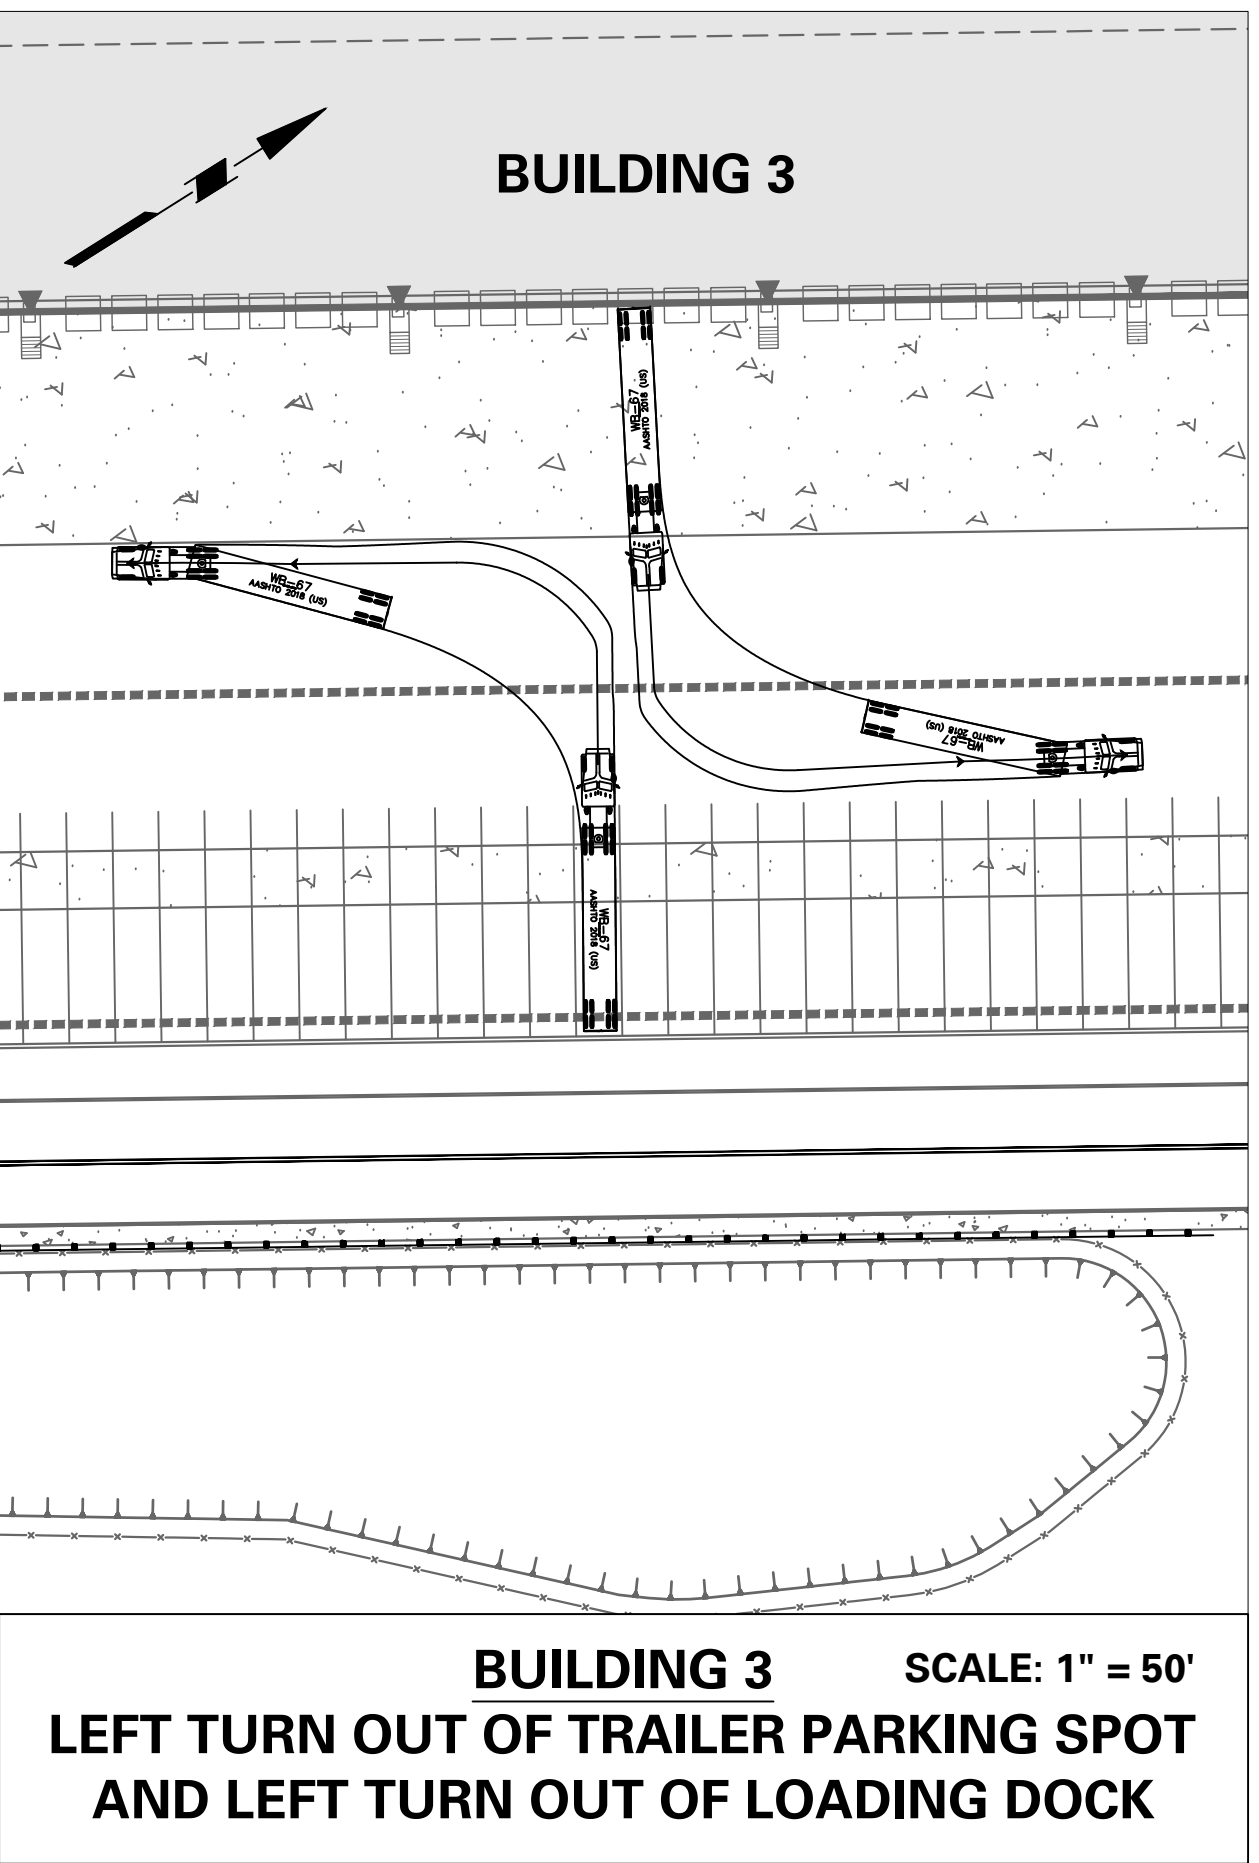 BUILDING 3
WB-67
AASHTO 2018 (US)
WB-67
AASHTO 2018 (US)
WB-67
AASHTO 2018 (US)
WB-67
AASHTO 2018 (US)
BUILDING 3
SCALE: 1" = 50'
LEFT TURN OUT OF TRAILER PARKING SPOT
AND LEFT TURN OUT OF LOADING DOCK